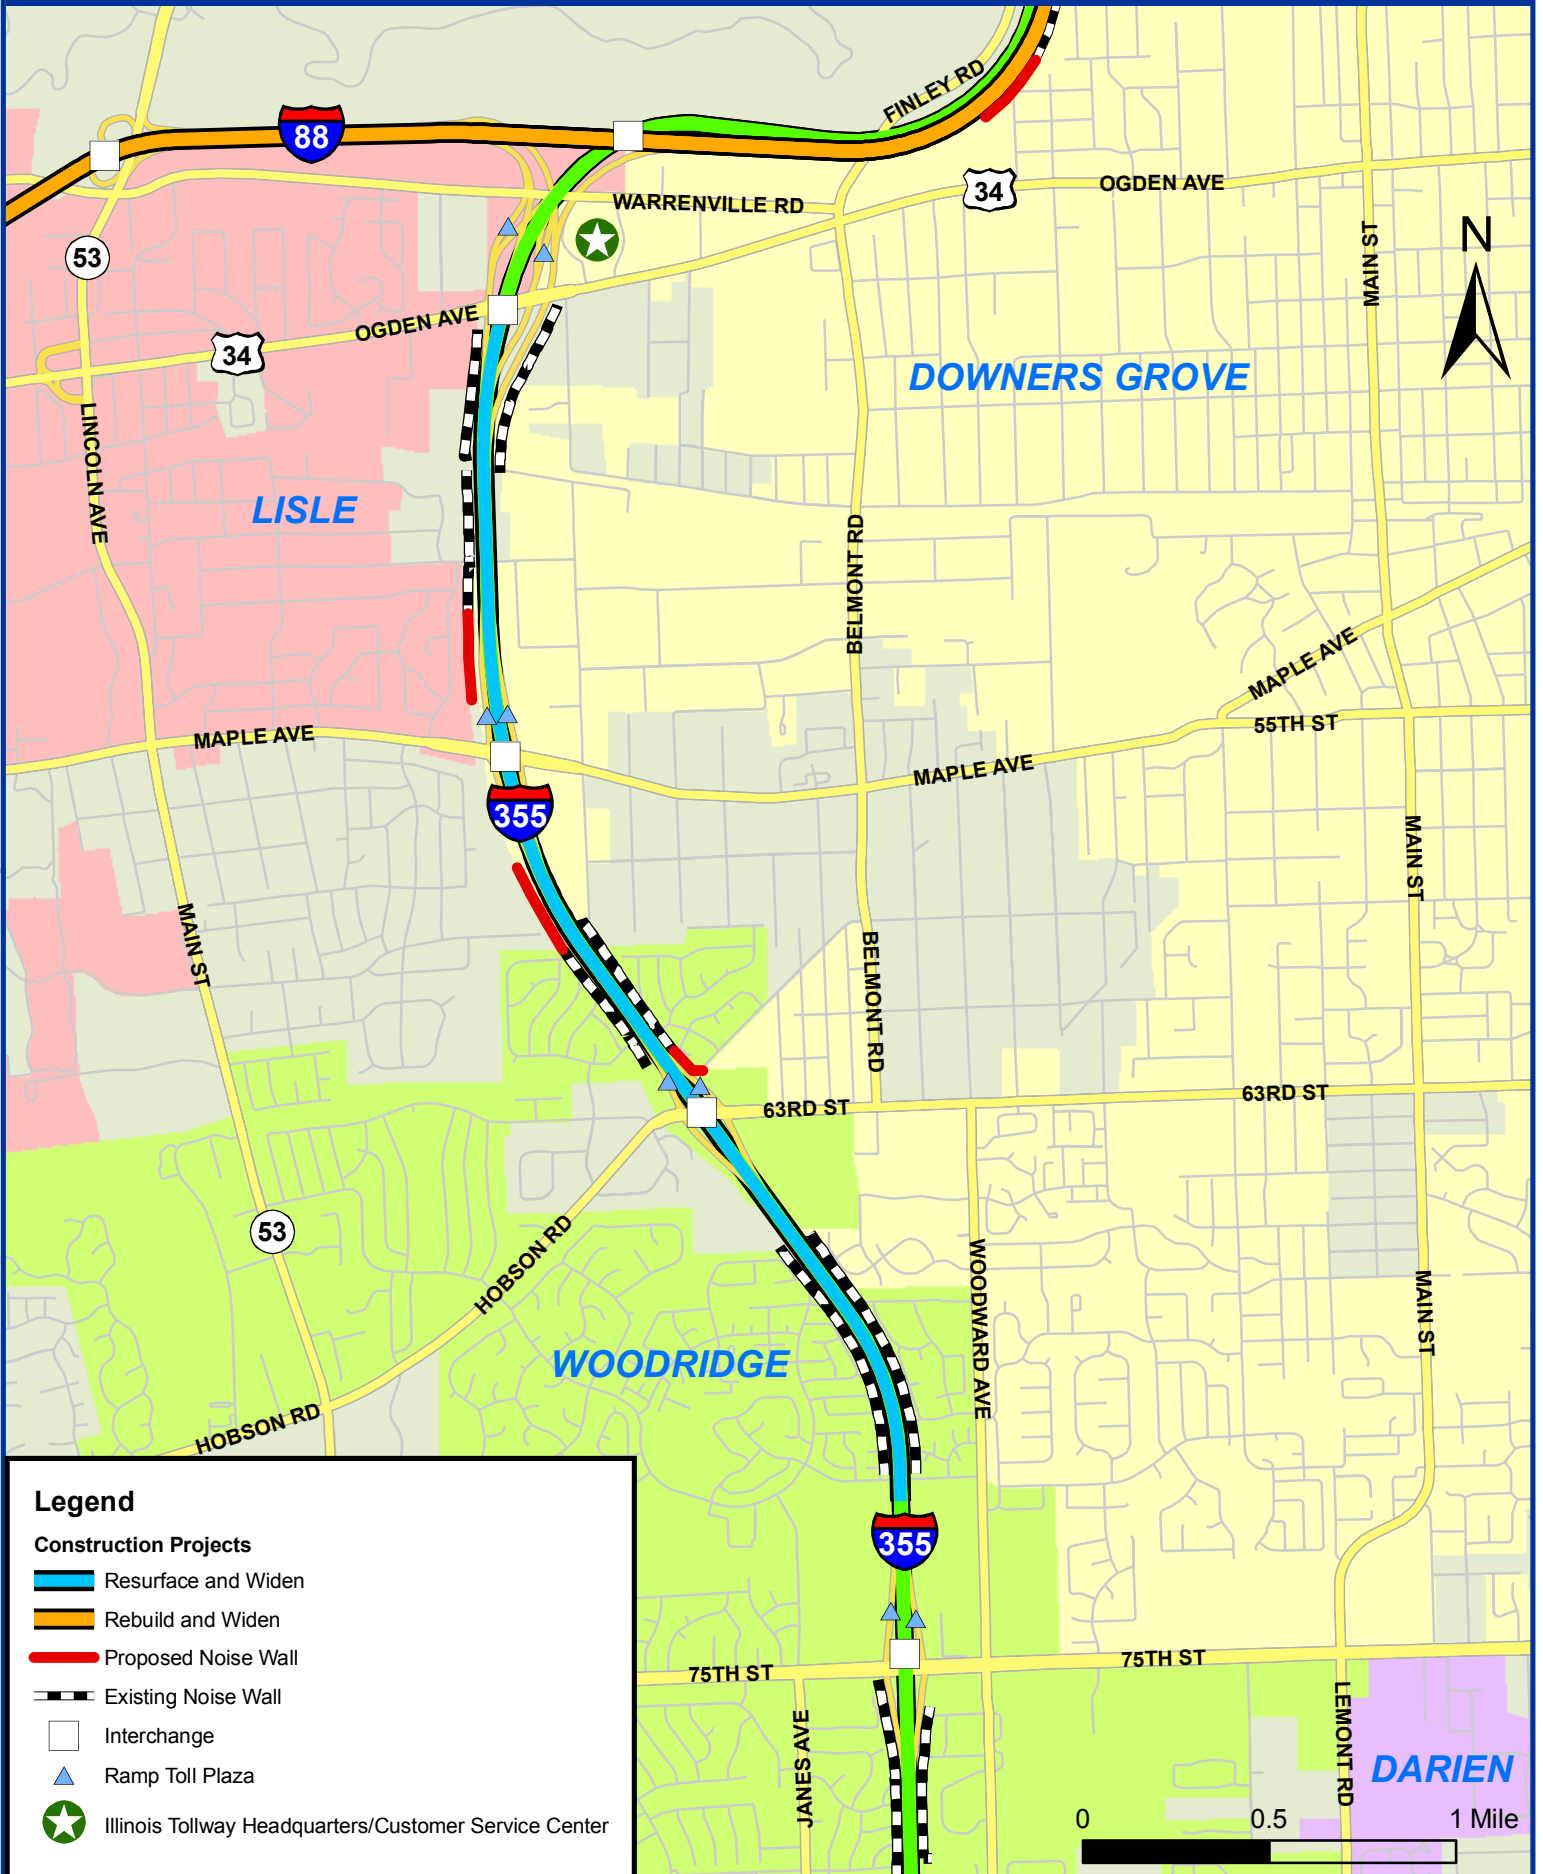 FINLEY RD
88
34
OGDEN AVE
WARRENVILLE RD
53
N
MAIN ST
OGDEN AVE
34
DOWNERS GROVE
LINCOLN AVE
LISLE
BELMONT RD
MAPLE AVE
55TH ST
MAPLE AVE
MAPLE AVE
355
MAIN ST
MAIN ST
BELMONT RD
63RD ST
63RD ST
53
HOBSON RD
WOODWARD AVE
MAIN ST
WOODRIDGE
HOBSON RD
355
75TH ST
75TH ST
JANES AVE
LEMONT RD
DARIEN
0 0.5 1 Mile
Legend
Construction Projects
Resurface and Widen
Rebuild and Widen
Proposed Noise Wall
Existing Noise Wall
Interchange
Ramp Toll Plaza
Illinois Tollway Headquarters/Customer Service Center